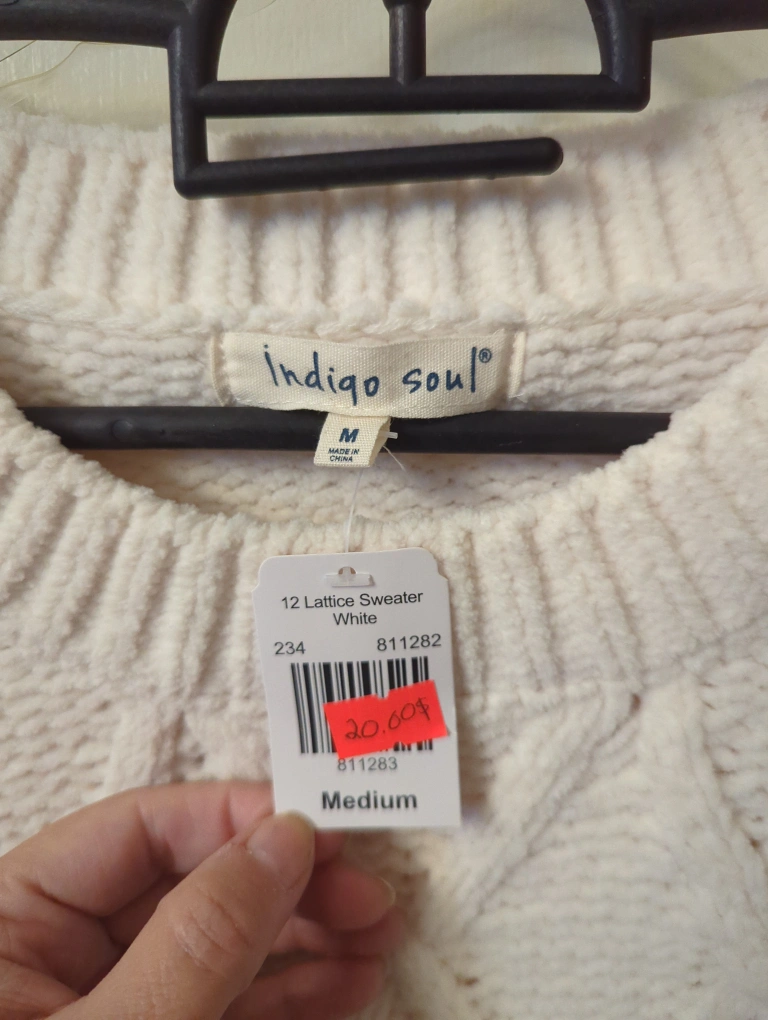 indigo soul®
M
MADE IN
CHINA
12 Lattice Sweater
White
234 811282
20.00$
811283
Medium